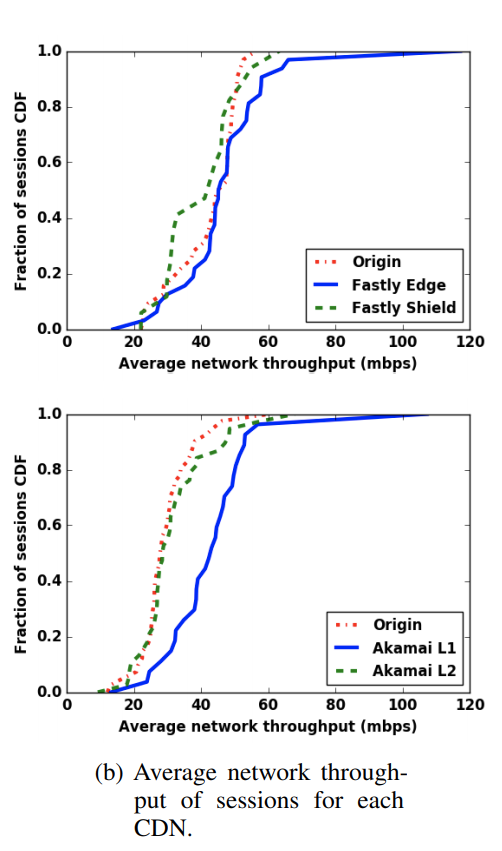 1.0
0.8
0.6
0.4
0.2
0.0
Fraction of sessions CDF
Origin
Fastly Edge
Fastly Shield
0 20 40 60 80 100 120
Average network throughput (mbps)
1.0
0.8
0.6
0.4
0.2
0.0
Fraction of sessions CDF
Origin
Akamai L1
Akamai L2
0 20 40 60 80 100 120
Average network throughput (mbps)
(b) Average network through-
put of sessions for each
CDN.